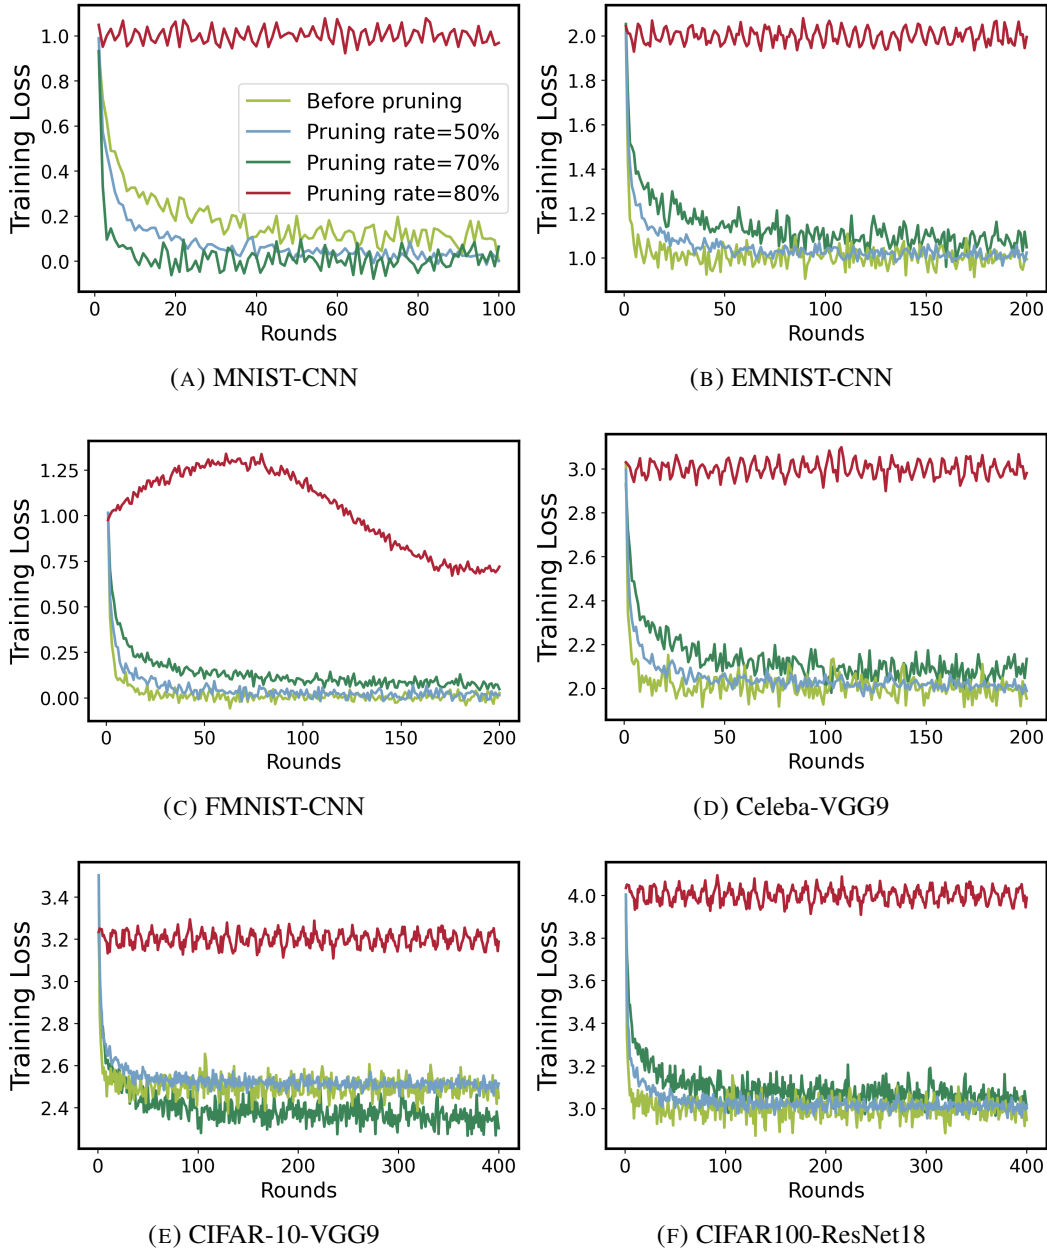 Training Loss
1.0
0.8
0.6
0.4
0.2
0.0
Before pruning
Pruning rate=50%
Pruning rate=70%
Pruning rate=80%
0 20 40 60 80 100
Rounds
(A) MNIST-CNN
Training Loss
2.0
1.8
1.6
1.4
1.2
1.0
0 50 100 150 200
Rounds
(B) EMNIST-CNN
Training Loss
1.25
1.00
0.75
0.50
0.25
0.00
0 50 100 150 200
Rounds
(C) FMNIST-CNN
Training Loss
3.0
2.8
2.6
2.4
2.2
2.0
0 50 100 150 200
Rounds
(D) Celeba-VGG9
Training Loss
3.4
3.2
3.0
2.8
2.6
2.4
0 100 200 300 400
Rounds
(E) CIFAR-10-VGG9
Training Loss
4.0
3.8
3.6
3.4
3.2
3.0
0 100 200 300 400
Rounds
(F) CIFAR100-ResNet18